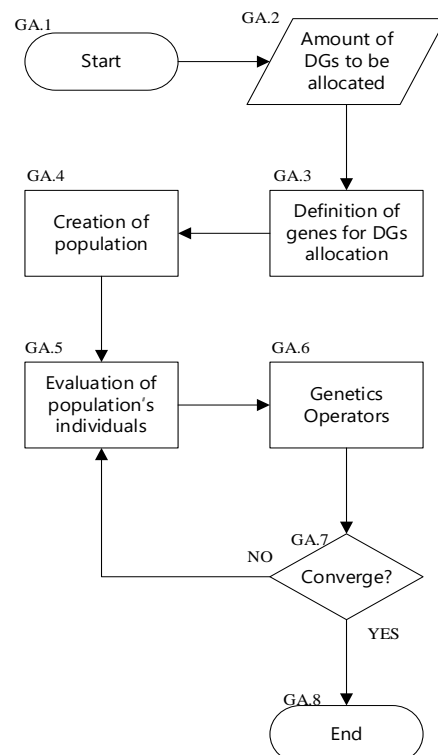 GA.1
Start
GA.2
Amount of
DGs to be
allocated
GA.3
Definition of
genes for DGs
allocation
GA.4
Creation of
population
GA.5
Evaluation of
population's
individuals
GA.6
Genetics
Operators
GA.7
Converge?
NO
YES
GA.8
End